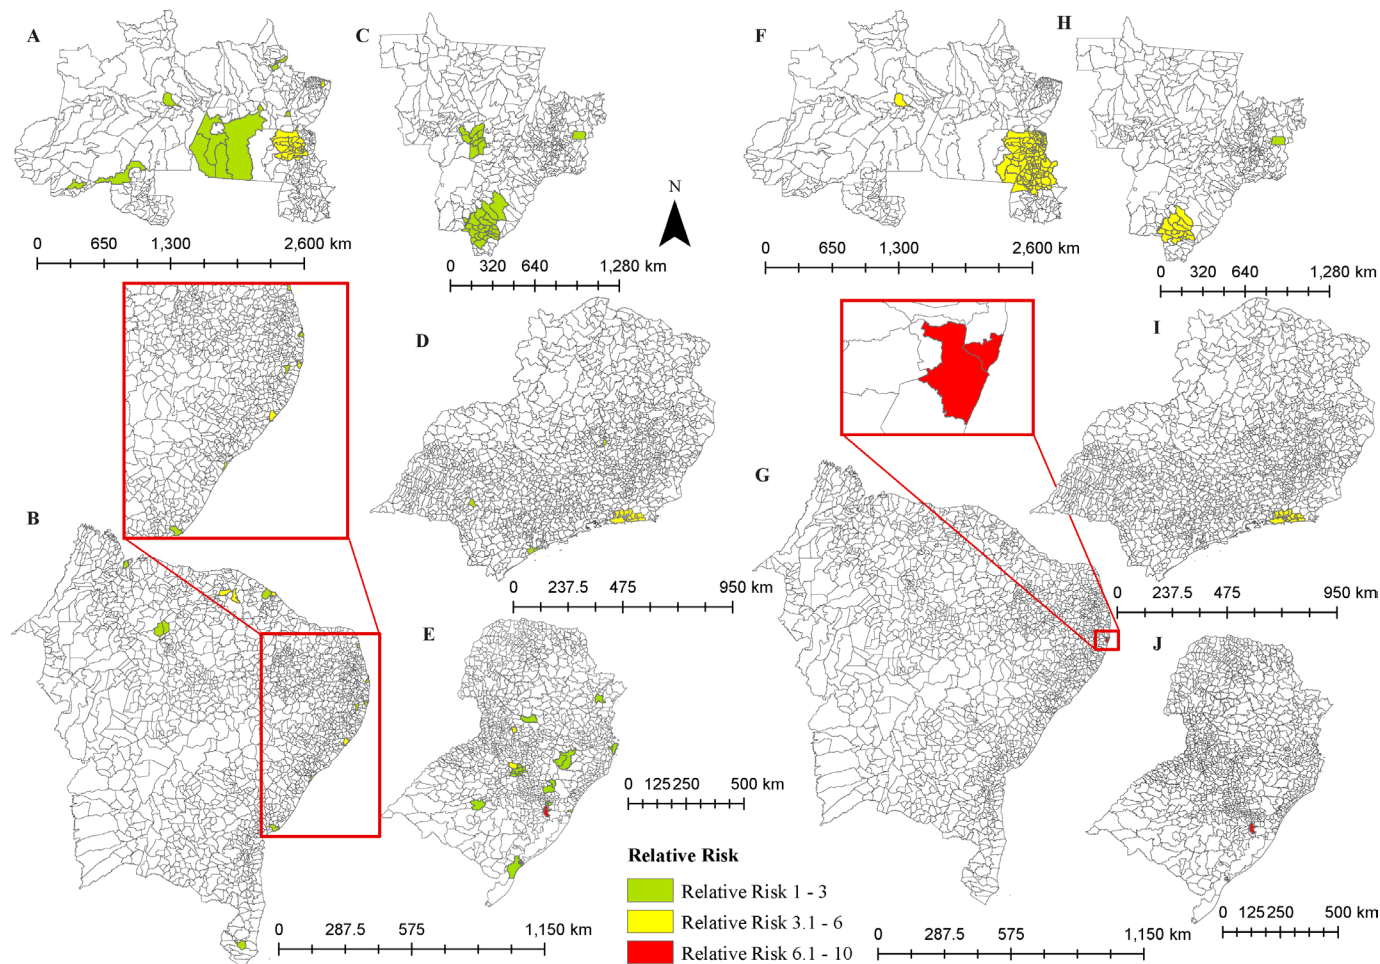 A
C
F
H
N
0 650 1,300 2,600 km
0 320 640 1,280 km
0 650 1,300 2,600 km
0 320 640 1,280 km
D
I
B
G
0 237.5 475 950 km
0 237.5 475 950 km
E
J
0 125 250 500 km
Relative Risk
Relative Risk 1 - 3
Relative Risk 3.1 - 6
Relative Risk 6.1 - 10
0 287.5 575 1,150 km
0 287.5 575 1,150 km
0 125 250 500 km